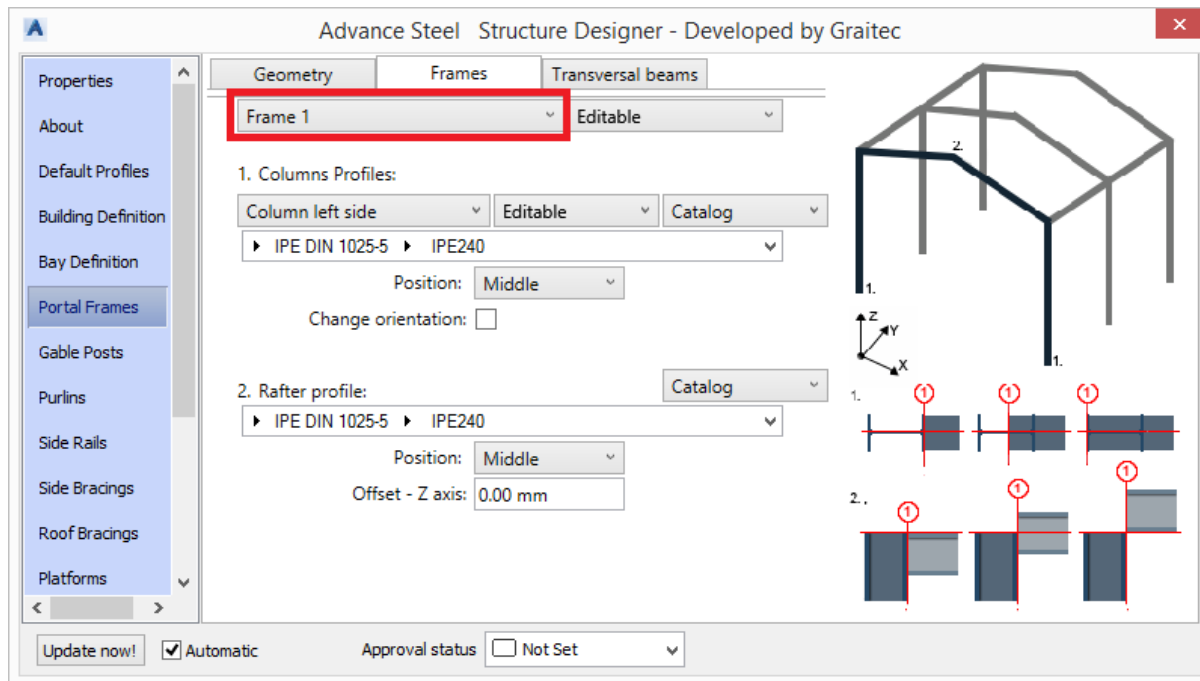 Advance Steel Structure Designer - Developed by Graitec
Properties
About
Default Profiles
Building Definition
Bay Definition
Portal Frames
Gable Posts
Purlins
Side Rails
Side Bracings
Roof Bracings
Platforms
Geometry
Frames
Transversal beams
Frame 1
Editable
1. Columns Profiles:
Column left side
Editable
Catalog
IPE DIN 1025-5
IPE240
Position:
Middle
Change orientation:
2. Rafter profile:
Catalog
IPE DIN 1025-5
IPE240
Position:
Middle
Offset - Z axis:
0.00 mm
2.
1.
1.
Z
Y
X
1.
1
1
1
2.,
1
1
1
Update now!
Automatic
Approval status
Not Set